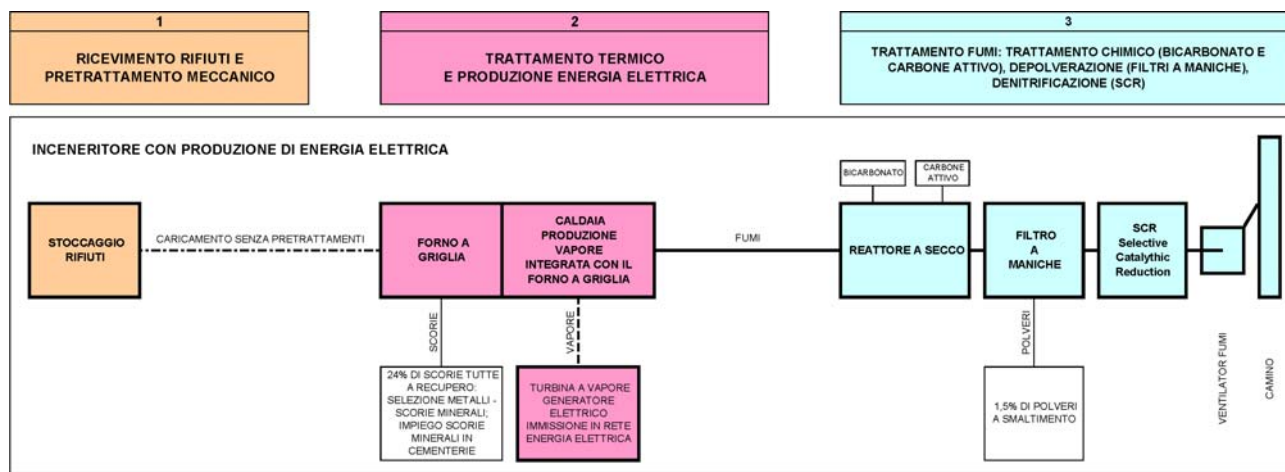 1
RICEVIMENTO RIFIUTI E
PRETRATTAMENTO MECCANICO
2
TRATTAMENTO TERMICO
E PRODUZIONE ENERGIA ELETTRICA
3
TRATTAMENTO FUMI: TRATTAMENTO CHIMICO (BICARBONATO E
CARBONE ATTIVO), DEPOLVERAZIONE (FILTRI A MANICHE),
DENITRIFICAZIONE (SCR)
INCENERITORE CON PRODUZIONE DI ENERGIA ELETTRICA
STOCCAGGIO
RIFIUTI
CARICAMENTO SENZA PRETRATTAMENTI
FORNO A
GRIGLIA
CALDAIA
PRODUZIONE
VAPORE
INTEGRATA CON IL
FORNO A GRIGLIA
FUMI
BICARBONATO
CARBONE
ATTIVO
REATTORE A SECCO
FILTRO
A
MANICHE
SCR
Selective
Catalythic
Reduction
SCORIE
VAPORE
POLVERI
VENTILATOR FUMI
CAMINO
24% DI SCORIE TUTTE
A RECUPERO:
SELEZIONE METALLI -
SCORIE MINERALI;
IMPIEGO SCORIE
MINERALI IN
CEMENTERIE
TURBINA A VAPORE
GENERATORE
ELETTRICO
IMMISSIONE IN RETE
ENERGIA ELETTRICA
1,5% DI POLVERI
A SMALTIMENTO